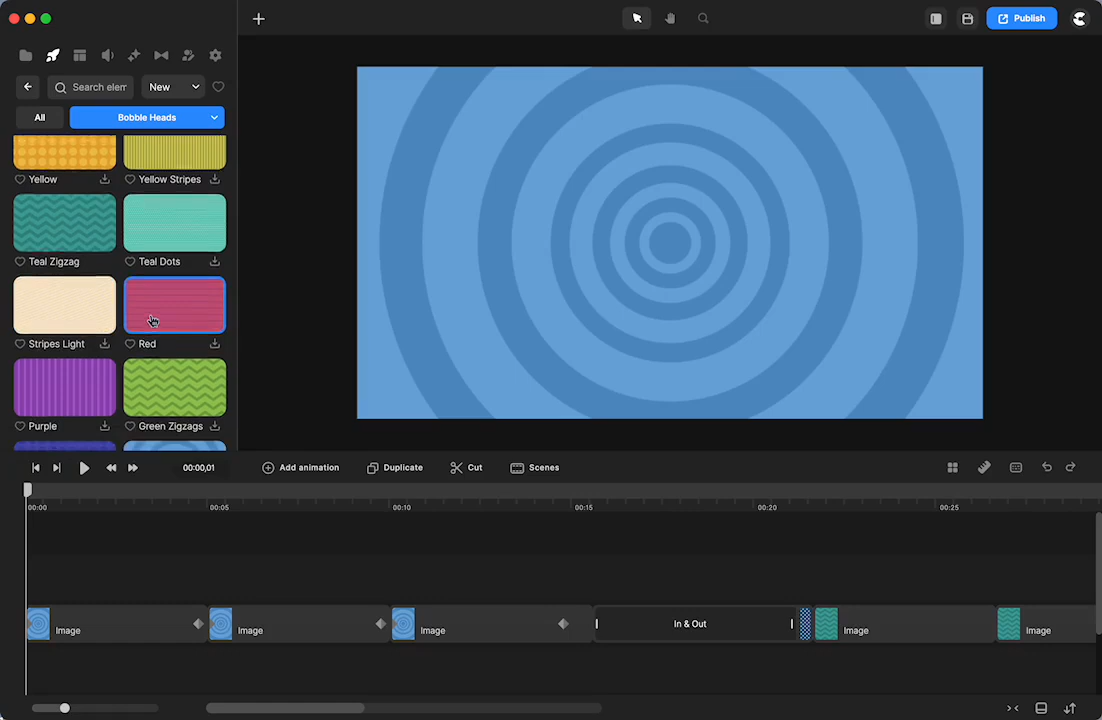 Publish
Search elem
New
All
Bobble Heads
Yellow
Yellow Stripes
Teal Zigzag
Teal Dots
Stripes Light
Red
Purple
Green Zigzags
00:00,01
Add animation
Duplicate
Cut
Scenes
00:00
00:05
00:10
00:15
00:20
00:25
Image
Image
Image
In & Out
Image
Image